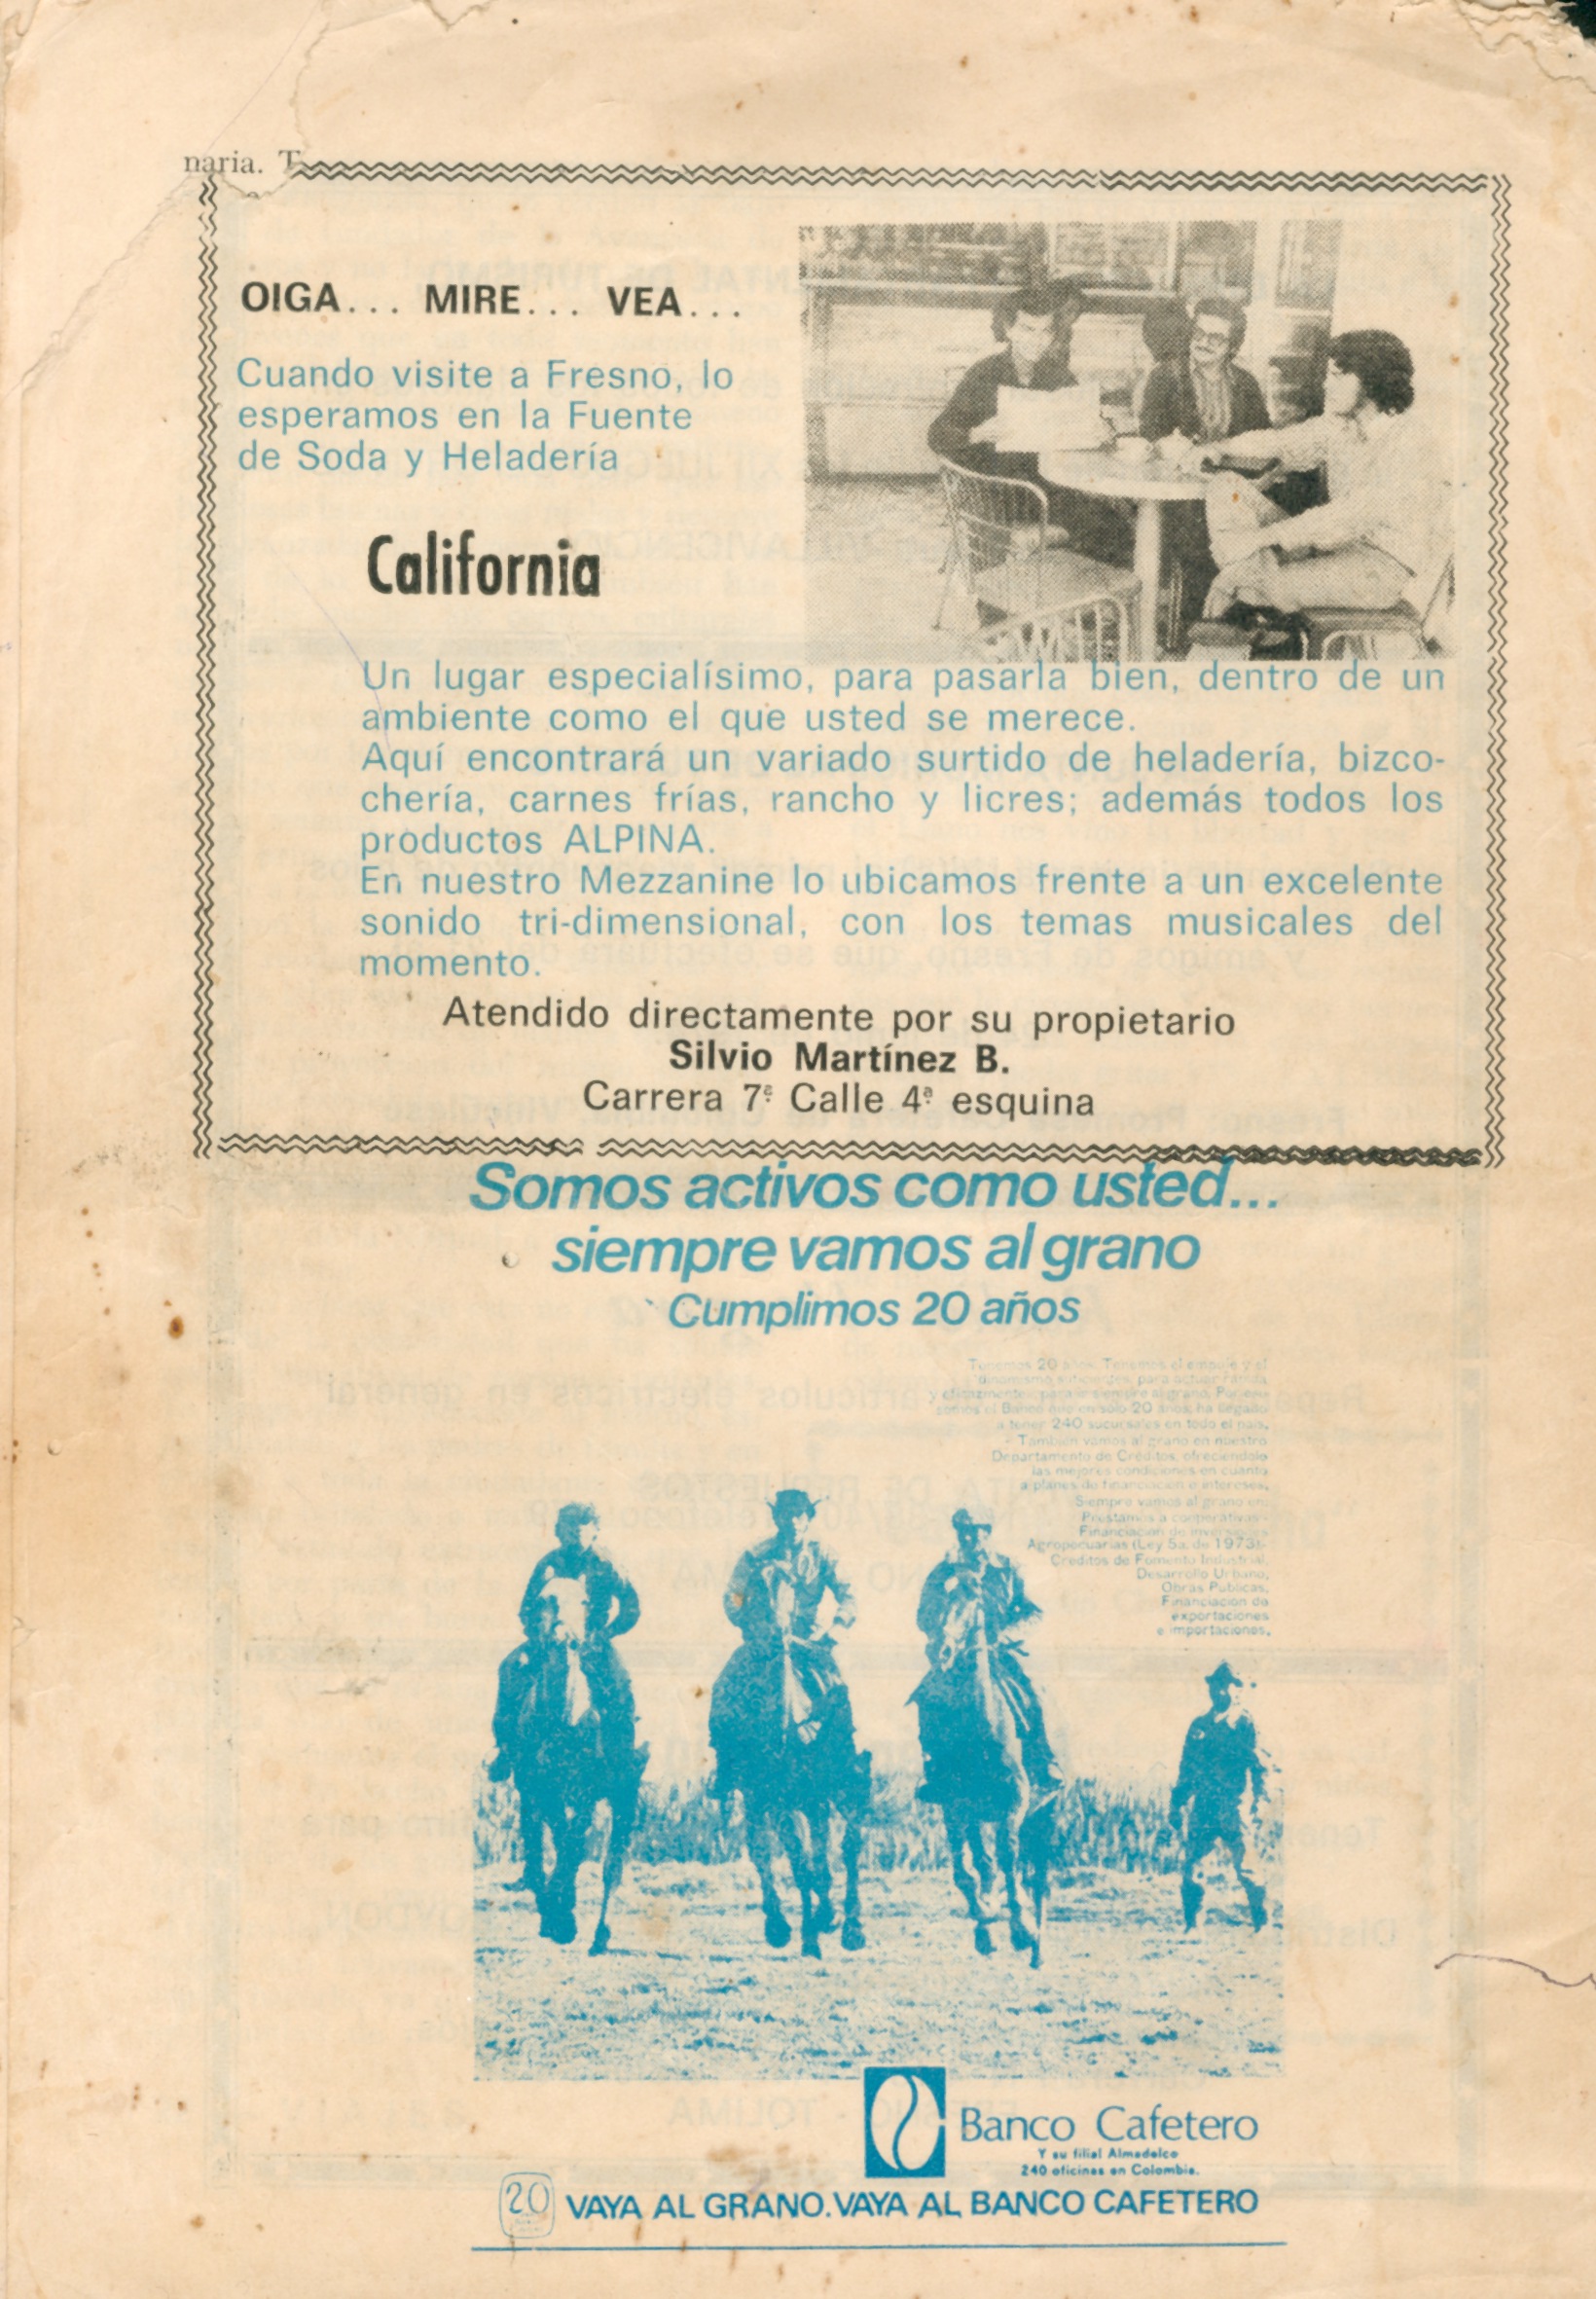 naria. T
OIGA... MIRE... VEA...
Cuando visite a Fresno, lo
esperamos en la Fuente
de Soda y Heladería
California
Un lugar especialísimo, para pasarla bien, dentro de un
ambiente como el que usted se merece.
Aquí encontrará un variado surtido de heladería, bizco-
chería, carnes frías, rancho y licres; además todos los
productos ALPINA.
En nuestro Mezzanine lo ubicamos frente a un excelente
sonido tri-dimensional, con los temas musicales del
momento.
Atendido directamente por su propietario
Silvio Martínez B.
Carrera 7ª Calle 4ª esquina
Somos activos como usted...
siempre vamos al grano
Cumplimos 20 años
Tenemos 20 años. Tenemos el empuje y el
dinamismo suficientes, para actuar rápida
y eficazmente, para ir siempre al grano. Por eso
somos el Banco que en sólo 20 años, ha llegado
a tener 240 sucursales en todo el país.
También vamos al grano en nuestro
Departamento de Créditos, ofreciéndole
las mejores condiciones en cuanto
a planes de financiación e intereses.
Siempre vamos al grano en:
Préstamos a cooperativas-
Financiación de inversiones
Agropecuarias (Ley 5a. de 1973)-
Créditos de Fomento Industrial,
Desarrollo Urbano,
Obras Públicas,
Financiación de
exportaciones
e importaciones.
Banco Cafetero
Y su filial Almadelco
240 oficinas en Colombia.
20 VAYA AL GRANO. VAYA AL BANCO CAFETERO